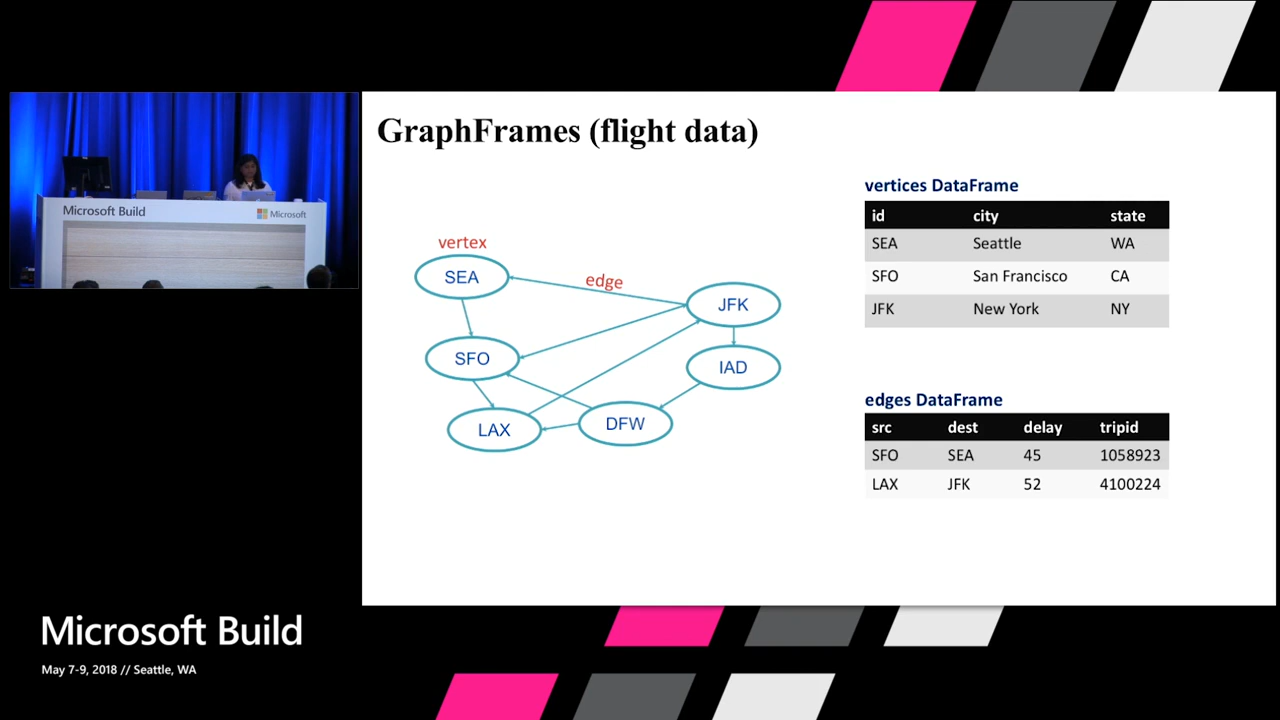 GraphFrames (flight data)
vertex
SEA
edge
JFK
SFO
IAD
LAX
DFW
vertices DataFrame
id city state
SEA Seattle WA
SFO San Francisco CA
JFK New York NY
edges DataFrame
src dest delay tripid
SFO SEA 45 1058923
LAX JFK 52 4100224
Microsoft Build
Microsoft
Microsoft Build
May 7-9, 2018 // Seattle, WA